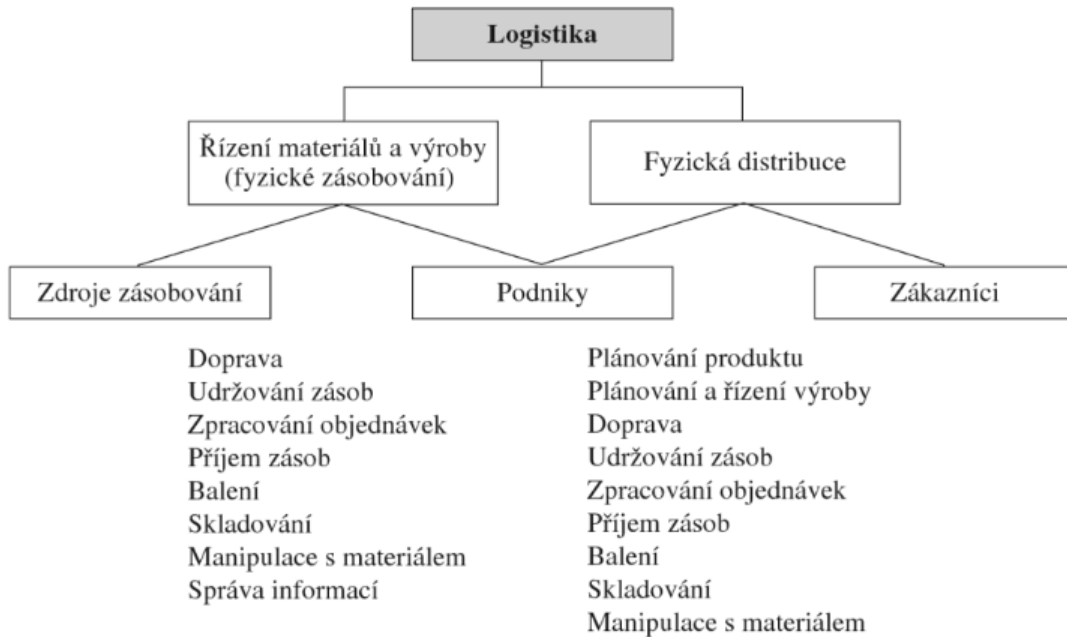 Logistika
Řízení materiálů a výroby
(fyzické zásobování)
Fyzická distribuce
Zdroje zásobování
Podniky
Zákazníci
Doprava
Udržování zásob
Zpracování objednávek
Příjem zásob
Balení
Skladování
Manipulace s materiálem
Správa informací
Plánování produktu
Plánování a řízení výroby
Doprava
Udržování zásob
Zpracování objednávek
Příjem zásob
Balení
Skladování
Manipulace s materiálem